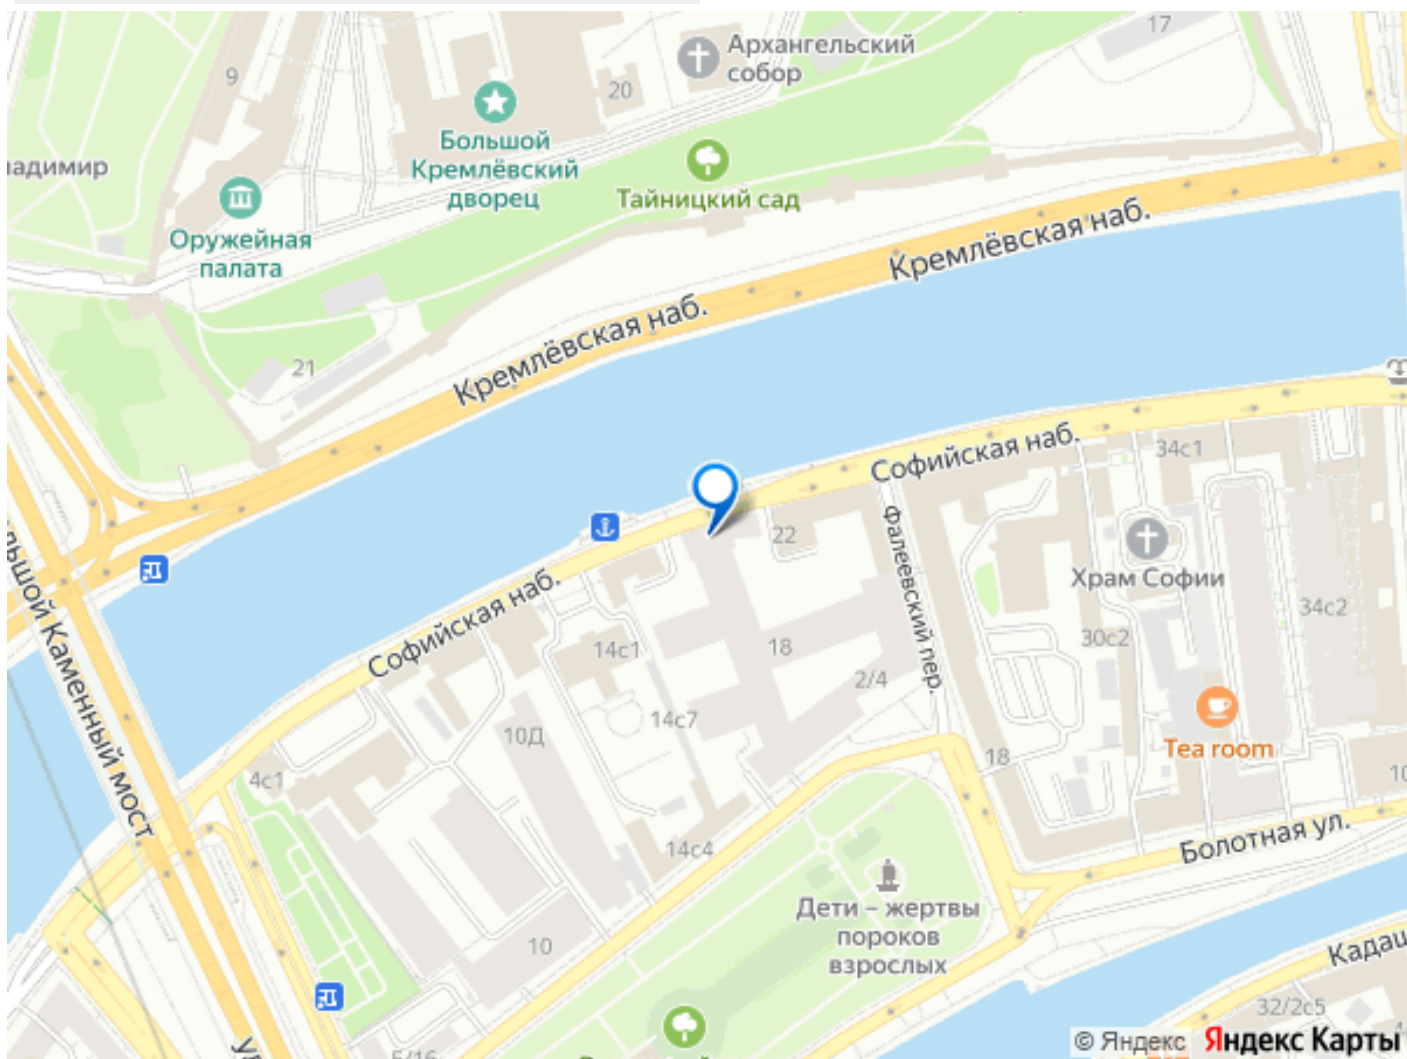 17
Архангельский
собор
9
20
Большой
Кремлёвский
дворец
Тайницкий сад
Оружейная
палата
Кремлёвская наб.
21
Кремлёвская наб.
Софийская наб.
34с1
22
Фалеевский пер.
Храм Софии
34с2
Софийская наб.
14с1
18
30с2
2/4
14с7
10Д
Tea room
Каменный мост
4с1
18
14с4
Болотная ул.
Дети – жертвы
пороков
взрослых
10
32/2с5
© Яндекс Яндекс Карты